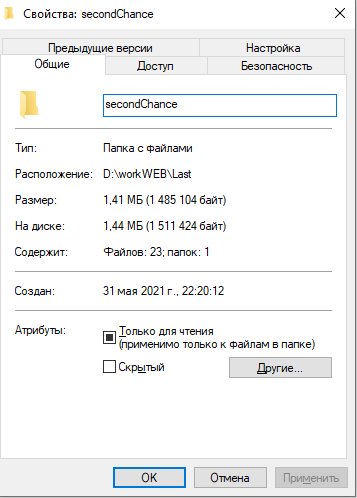 Свойства: secondChance
Предыдущие версии
Настройка
Общие
Доступ
Безопасность
secondChance
Тип: Папка с файлами
Расположение: D:\workWEB\Last
Размер: 1,41 МБ (1 485 104 байт)
На диске: 1,44 МБ (1 511 424 байт)
Содержит: Файлов: 23; папок: 1
Создан: 31 мая 2021 г., 22:20:12
Атрибуты: Только для чтения
(применимо только к файлам в папке)
Скрытый Другие...
OK Отмена Применить